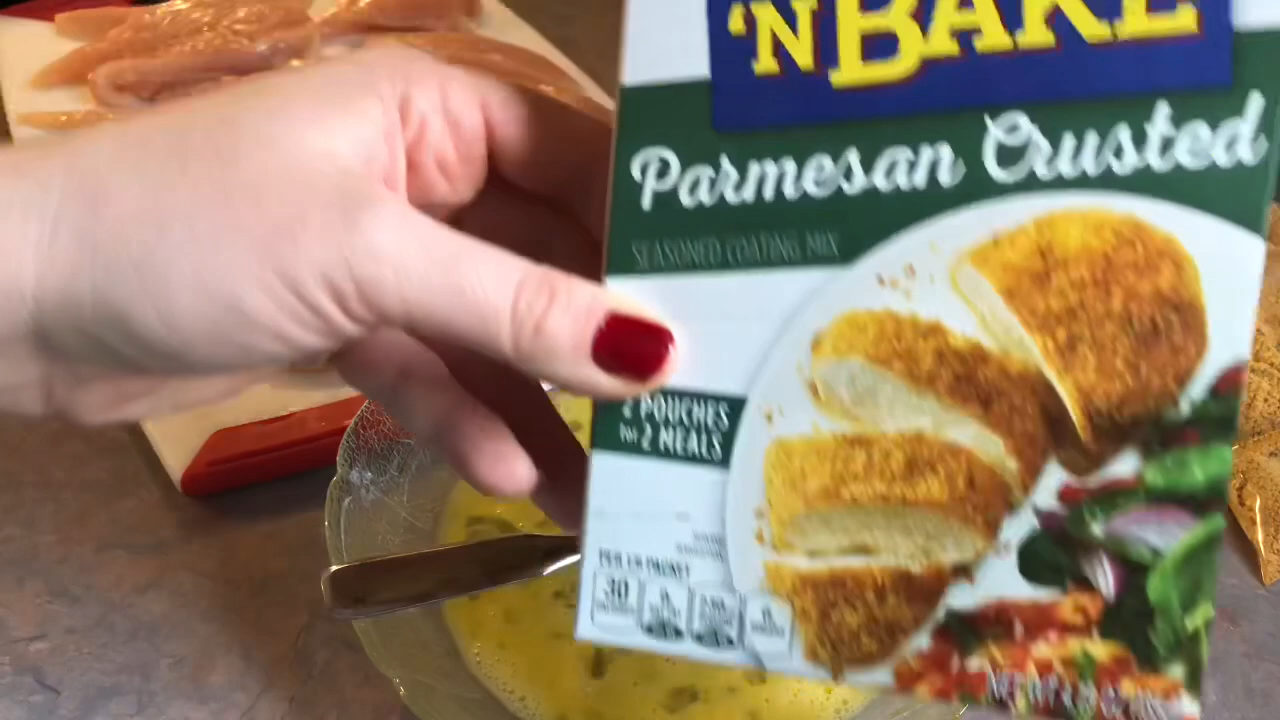 'N BAKE
Parmesan Crusted
SEASONED COATING MIX
2 POUCHES
for 2 MEALS
PER 1/8 PACKET
30